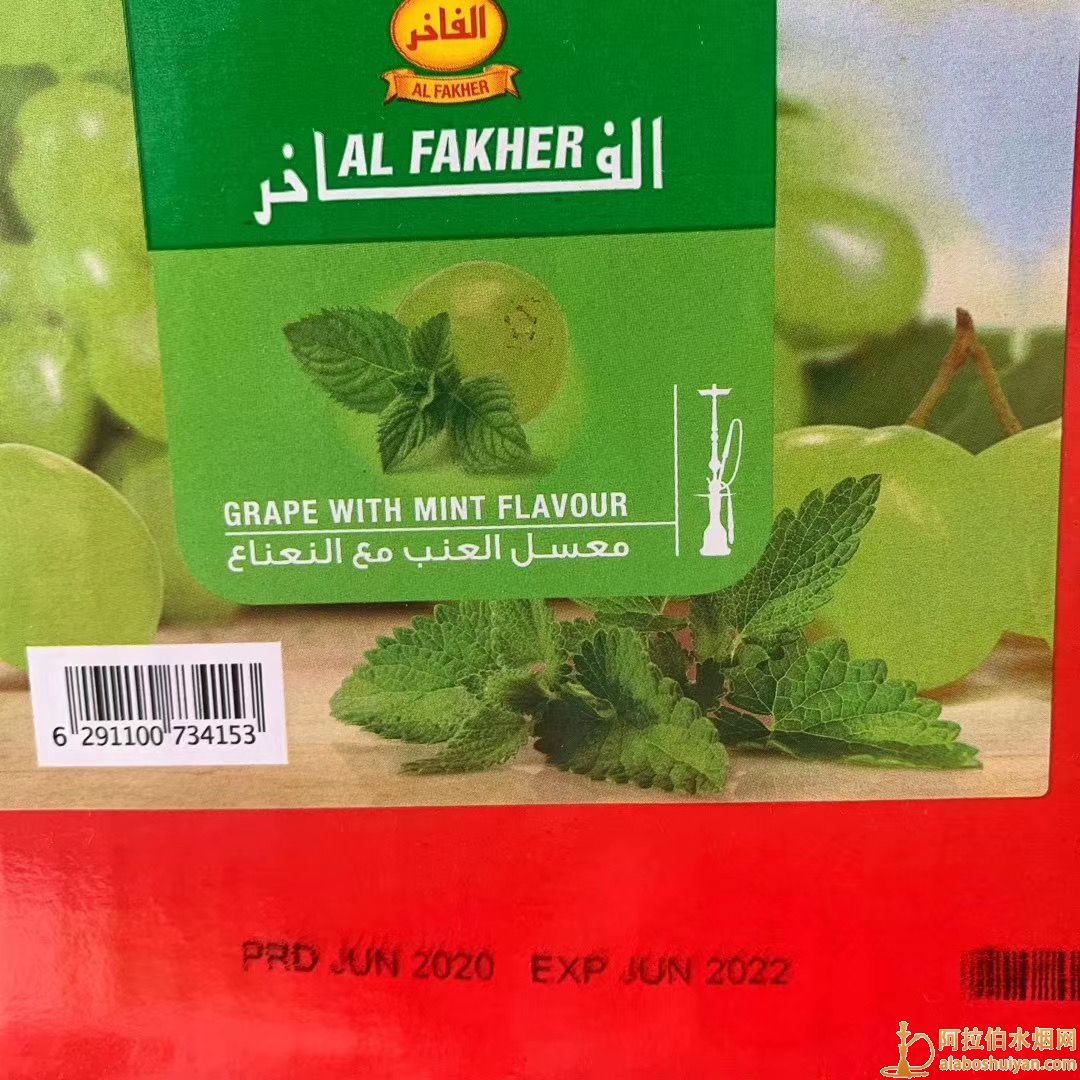 الفاخر
AL FAKHER
الفاخر
AL FAKHER
GRAPE WITH MINT FLAVOUR
معسل العنب مع النعناع
6 291100 734153
PRD JUN 2020 EXP JUN 2022
阿拉伯水烟网
alaboshuiyan.com